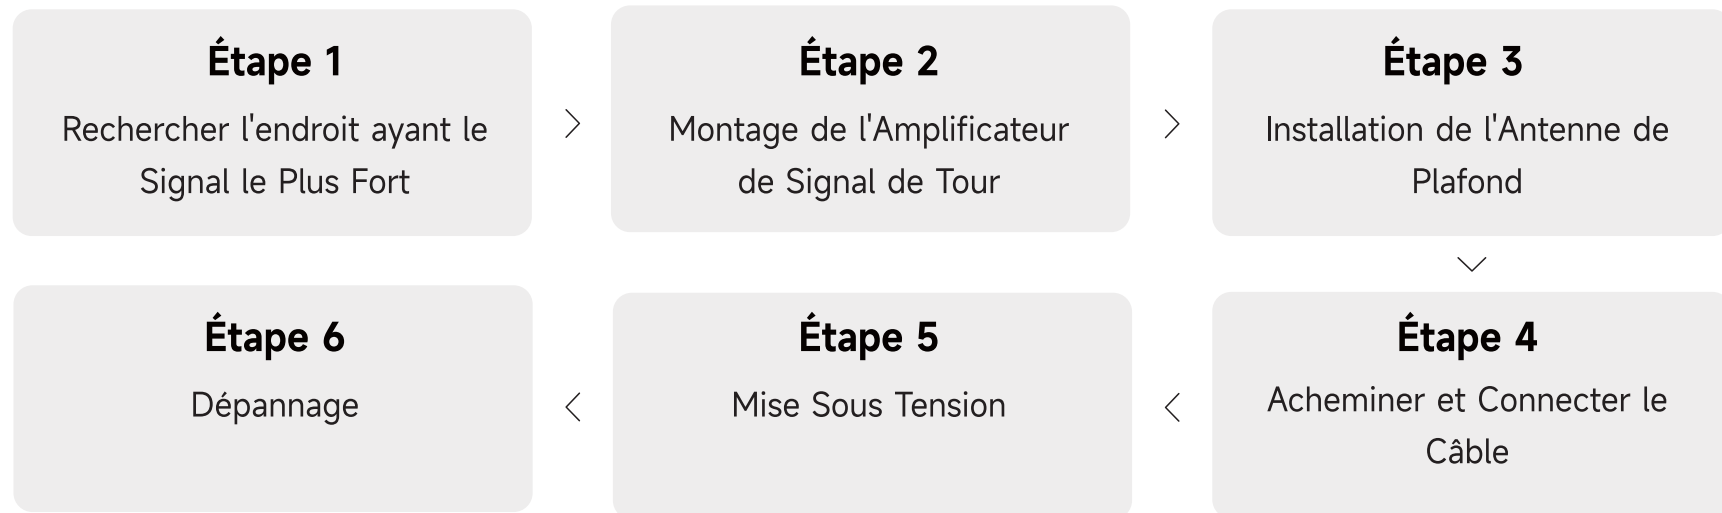 Étape 1
Rechercher l'endroit ayant le
Signal le Plus Fort
Étape 2
Montage de l'Amplificateur
de Signal de Tour
Étape 3
Installation de l'Antenne de
Plafond
Étape 4
Acheminer et Connecter le
Câble
Étape 5
Mise Sous Tension
Étape 6
Dépannage